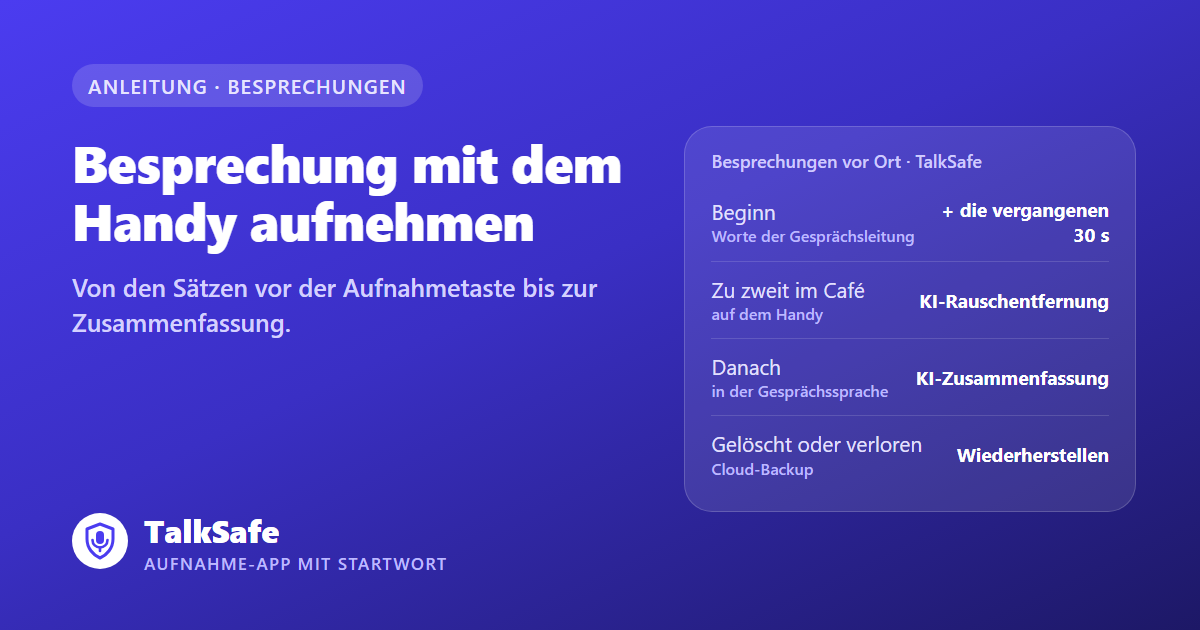 ANLEITUNG · BESPRECHUNGEN
Besprechung mit dem
Handy aufnehmen
Von den Sätzen vor der Aufnahmetaste bis zur
Zusammenfassung.
TalkSafe
AUFNAHME-APP MIT STARTWORT
Besprechungen vor Ort · TalkSafe
Beginn
Worte der Gesprächsleitung
+ die vergangenen
30 s
Zu zweit im Café
auf dem Handy
KI-Rauschentfernung
Danach
in der Gesprächssprache
KI-Zusammenfassung
Gelöscht oder verloren
Cloud-Backup
Wiederherstellen